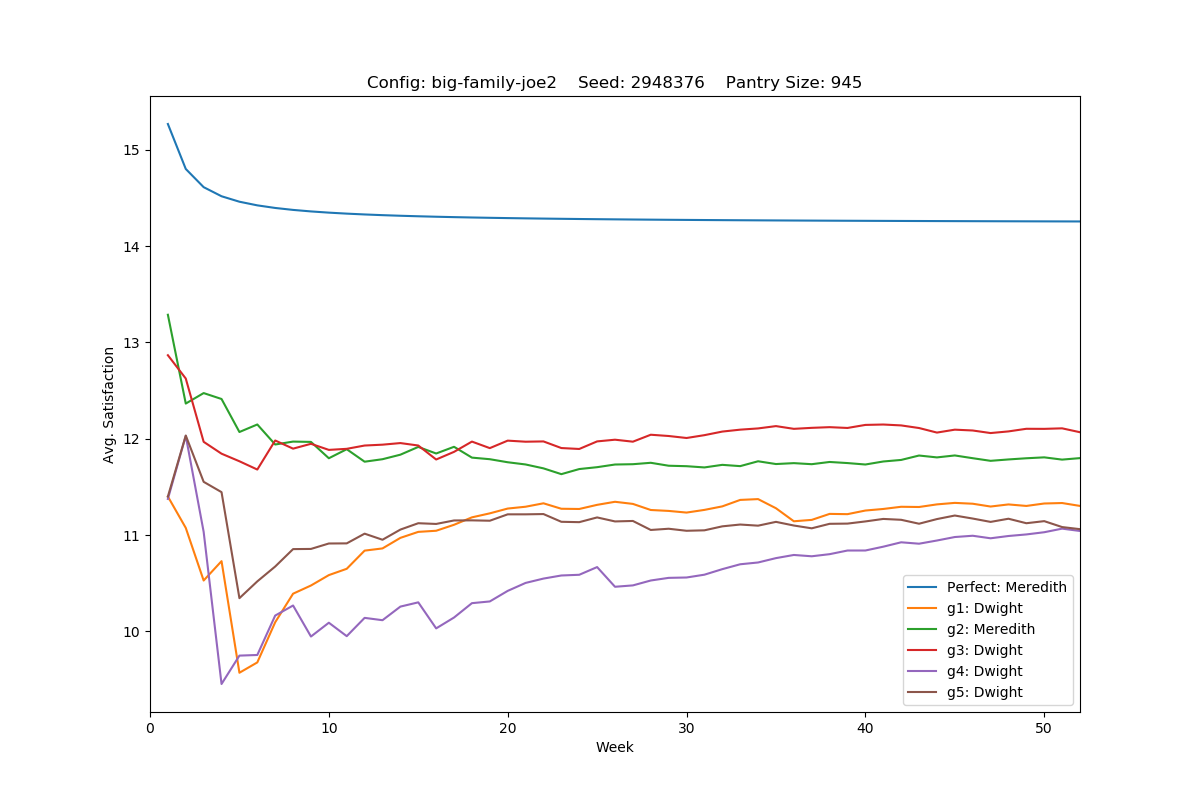 Config: big-family-joe2    Seed: 2948376    Pantry Size: 945
15
14
13
12
11
10
Avg. Satisfaction
0 10 20 30 40 50
Week
Perfect: Meredith
g1: Dwight
g2: Meredith
g3: Dwight
g4: Dwight
g5: Dwight